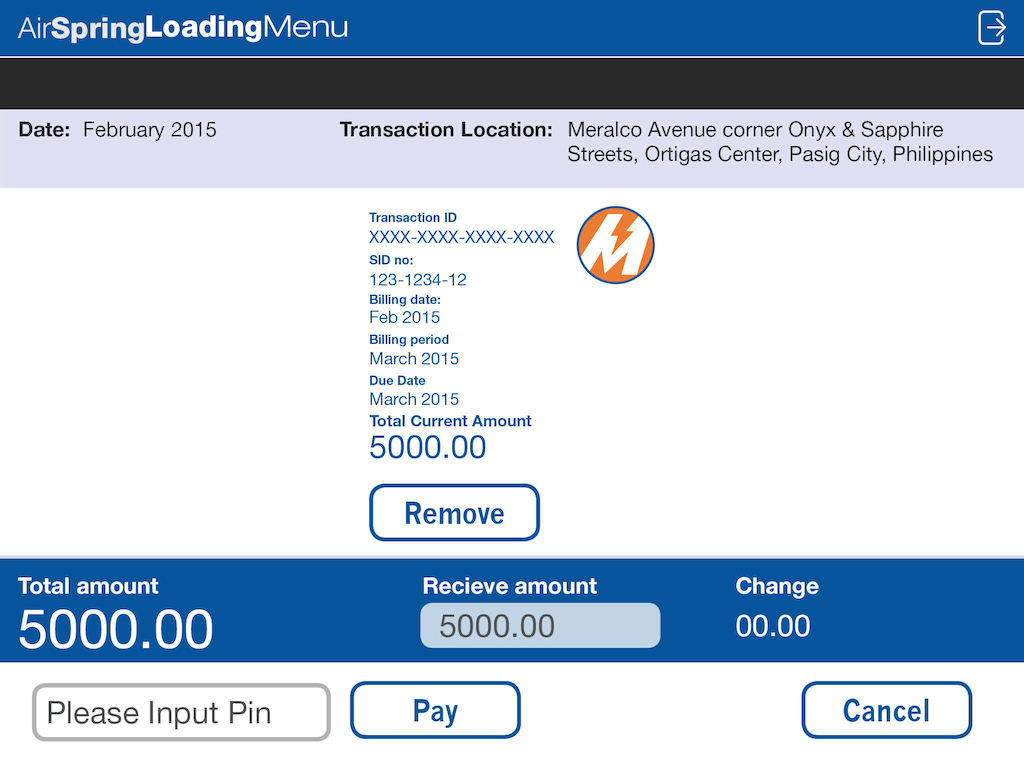 AirSpringLoadingMenu
Date: February 2015
Transaction Location: Meralco Avenue corner Onyx & Sapphire
Streets, Ortigas Center, Pasig City, Philippines
Transaction ID
XXXX-XXXX-XXXX-XXXX
SID no:
123-1234-12
Billing date:
Feb 2015
Billing period
March 2015
Due Date
March 2015
Total Current Amount
5000.00
Remove
Total amount
5000.00
Recieve amount
5000.00
Change
00.00
Please Input Pin
Pay
Cancel